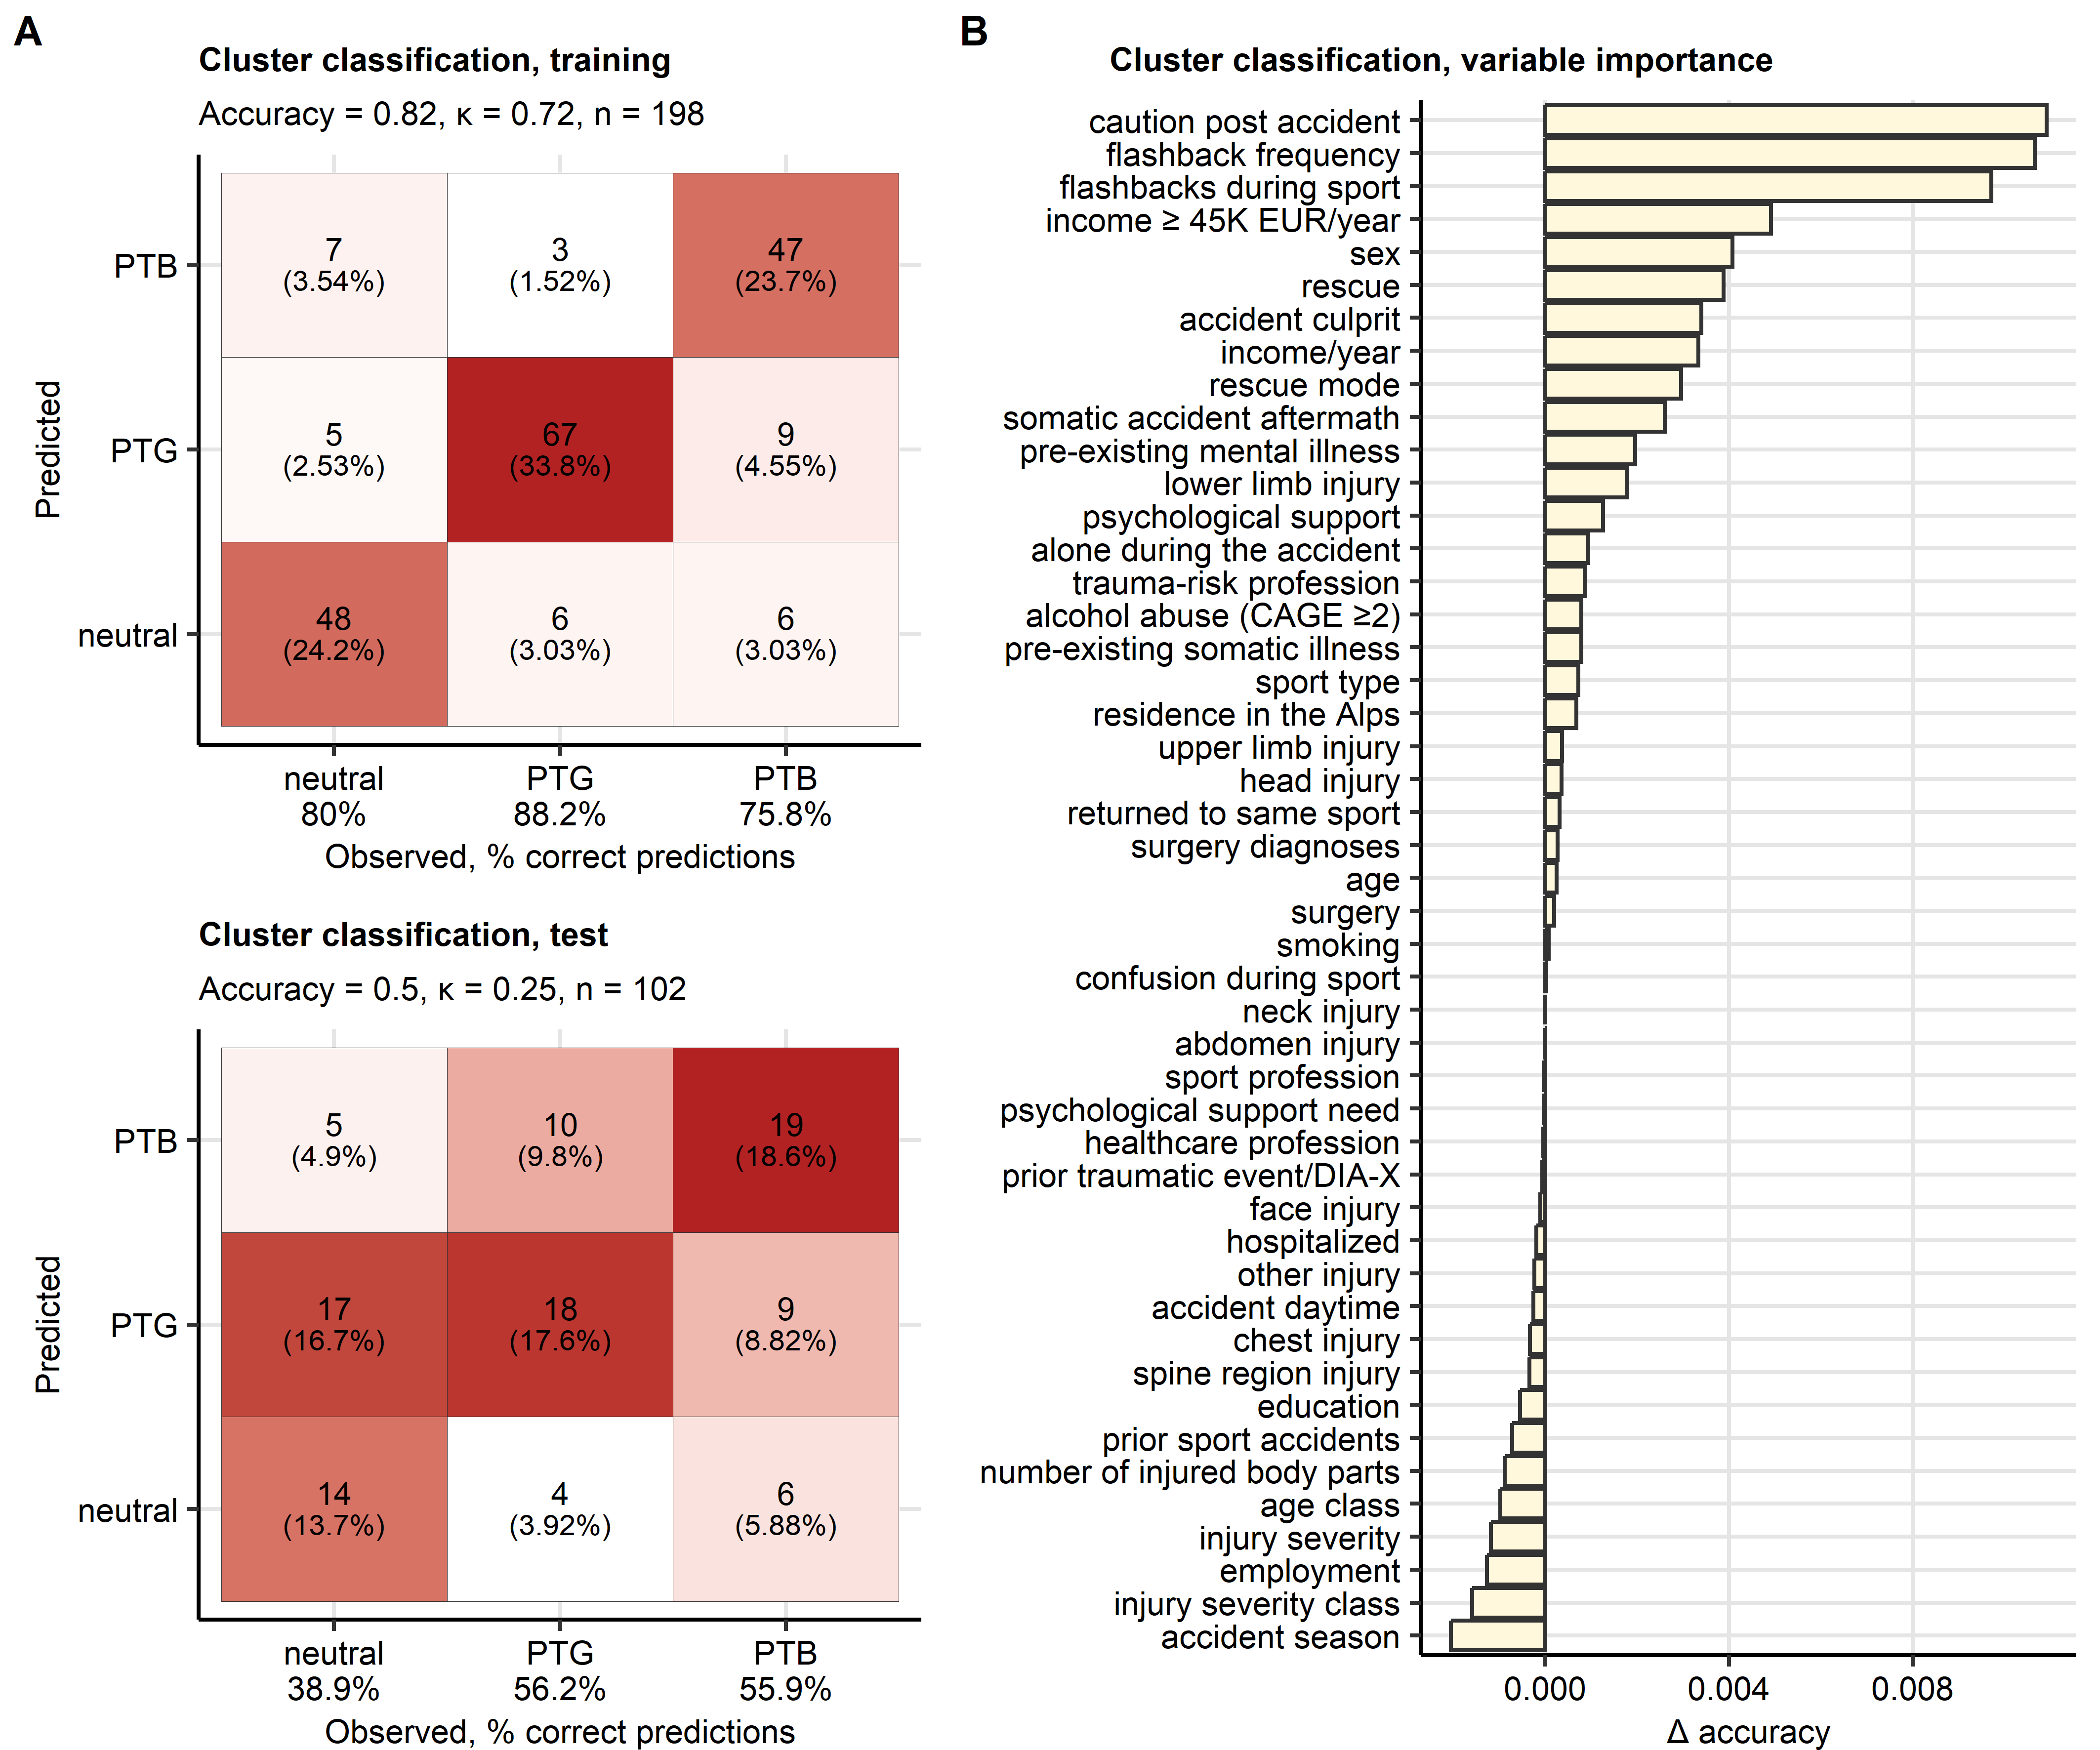 A
Cluster classification, training
Accuracy = 0.82, κ = 0.72, n = 198
Predicted
PTB
7
(3.54%)
3
(1.52%)
47
(23.7%)
PTG
5
(2.53%)
67
(33.8%)
9
(4.55%)
neutral
48
(24.2%)
6
(3.03%)
6
(3.03%)
neutral
80%
PTG
88.2%
PTB
75.8%
Observed, % correct predictions
Cluster classification, test
Accuracy = 0.5, κ = 0.25, n = 102
Predicted
PTB
5
(4.9%)
10
(9.8%)
19
(18.6%)
PTG
17
(16.7%)
18
(17.6%)
9
(8.82%)
neutral
14
(13.7%)
4
(3.92%)
6
(5.88%)
neutral
38.9%
PTG
56.2%
PTB
55.9%
Observed, % correct predictions
B
Cluster classification, variable importance
caution post accident
flashback frequency
flashbacks during sport
income ≥ 45K EUR/year
sex
rescue
accident culprit
income/year
rescue mode
somatic accident aftermath
pre-existing mental illness
lower limb injury
psychological support
alone during the accident
trauma-risk profession
alcohol abuse (CAGE ≥2)
pre-existing somatic illness
sport type
residence in the Alps
upper limb injury
head injury
returned to same sport
surgery diagnoses
age
surgery
smoking
confusion during sport
neck injury
abdomen injury
sport profession
psychological support need
healthcare profession
prior traumatic event/DIA-X
face injury
hospitalized
other injury
accident daytime
chest injury
spine region injury
education
prior sport accidents
number of injured body parts
age class
injury severity
employment
injury severity class
accident season
0.000
0.004
0.008
Δ accuracy